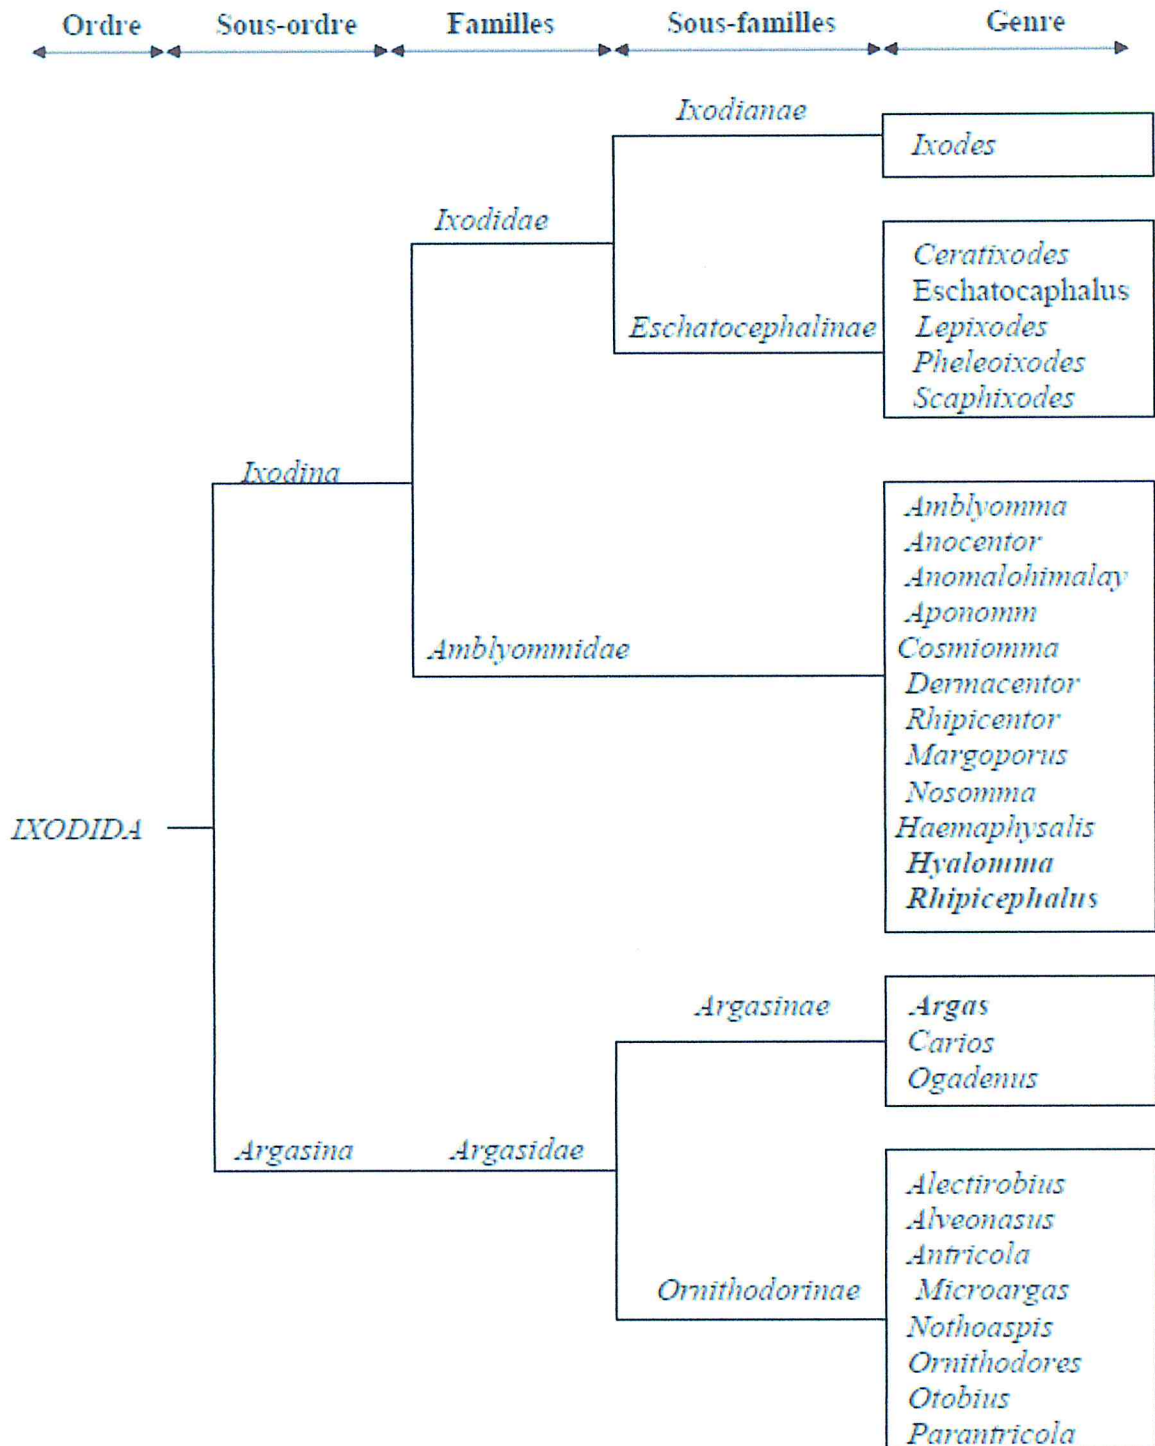 Ordre Sous-ordre Familles Sous-familles Genre
Ixodianae
Ixodes
Ixodidae
Ceratixodes
Eschatocaphalus
Eschatocephalinae
Lepixodes
Pheleoixodes
Scaphixodes
Ixodina
Amblyomma
Anocentor
Anomalohimalay
Aponomm
Amblyommidae
Cosmiomma
Dermacentor
Rhipicentor
Margoporus
Nosomma
IXODIDA
Haemaphysalis
Hyalomma
Rhipicephalus
Argasinae
Argas
Carios
Ogadenus
Argasina
Argasidae
Alectirobius
Alveonasus
Antricola
Ornithodorinae
Microargas
Nothoaspis
Ornithodores
Otobius
Parantricola